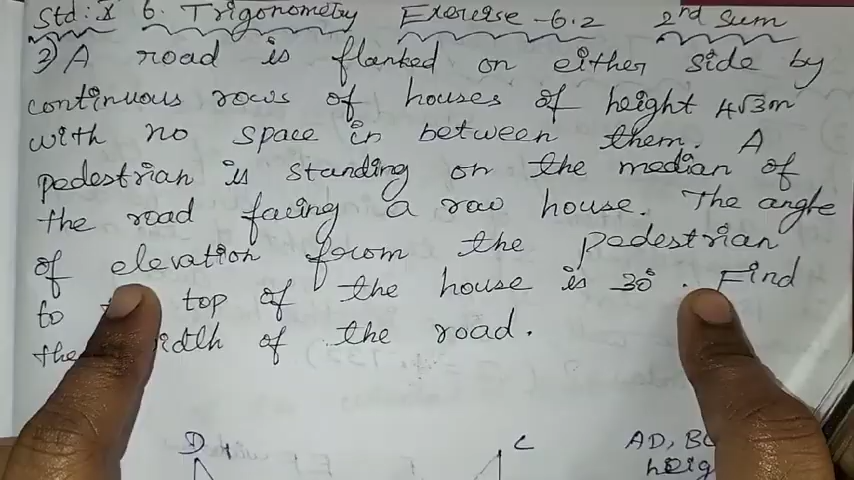 Std: X 6. Trigonometry Exercise - 6.2 2nd Sum
3) A road is flanked on either side by
continuous rows of houses of height 4√3m
with no space in between them. A
pedestrian is standing on the median of
the road facing a row house. The angle
of elevation from the pedestrian
to top of the house is 30°. Find
the width of the road.
D C AD, BC
heig